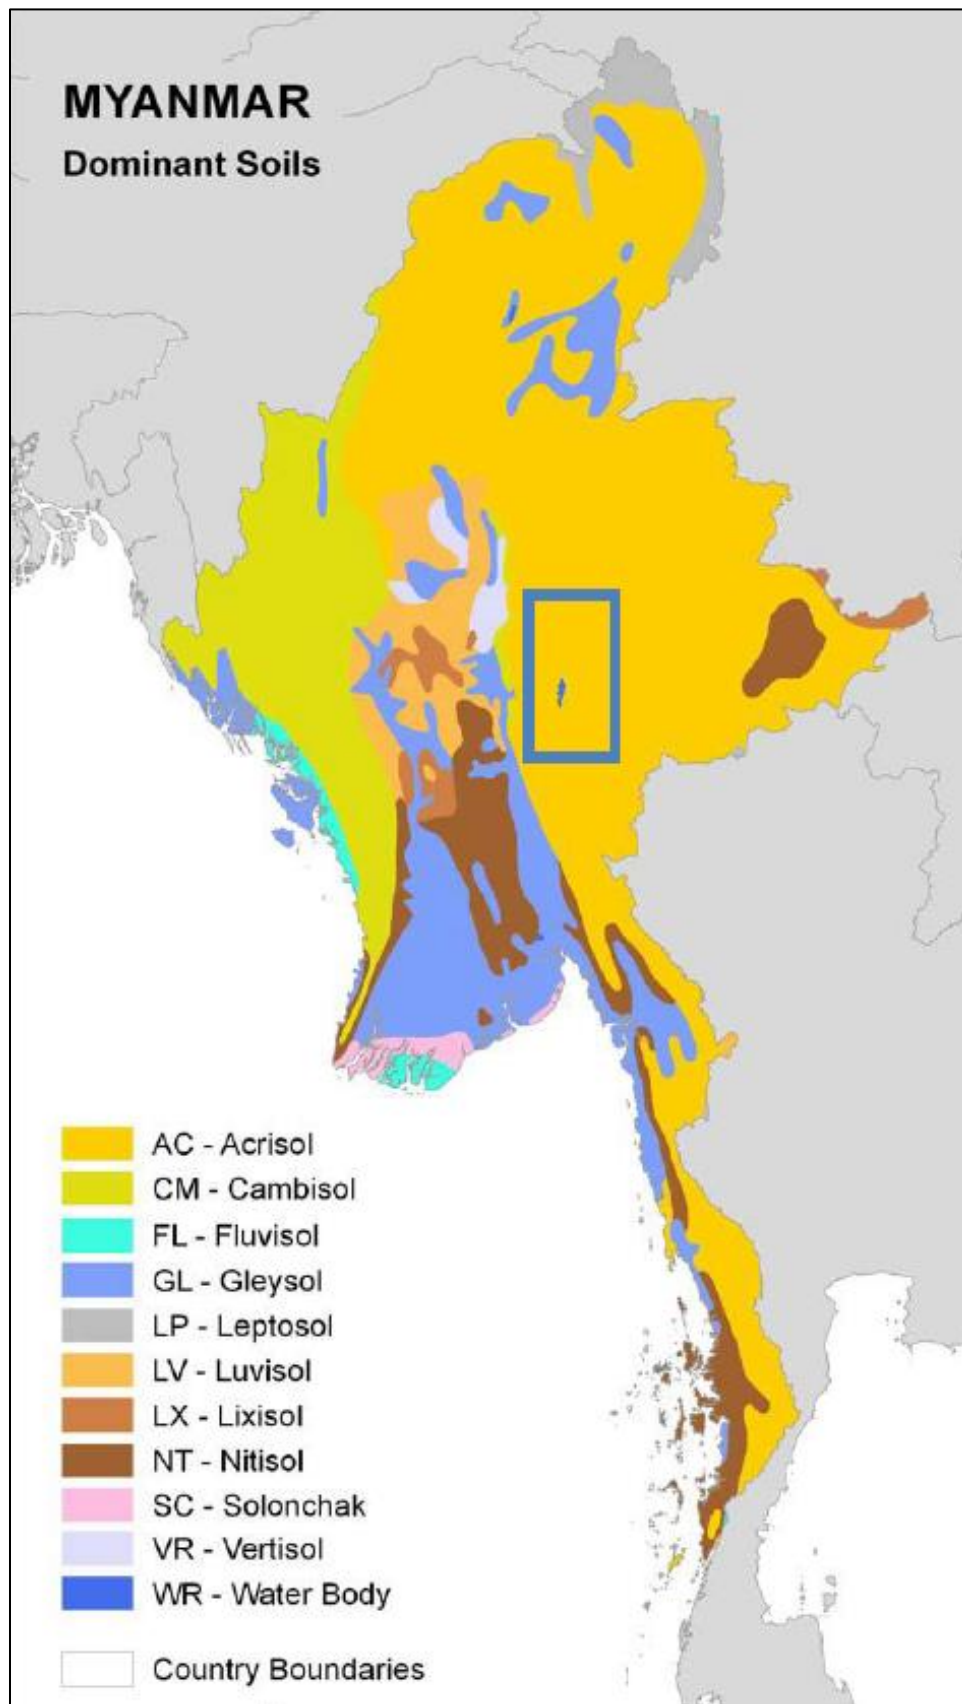 MYANMAR
Dominant Soils
AC - Acrisol
CM - Cambisol
FL - Fluvisol
GL - Gleysol
LP - Leptosol
LV - Luvisol
LX - Lixisol
NT - Nitisol
SC - Solonchak
VR - Vertisol
WR - Water Body
Country Boundaries